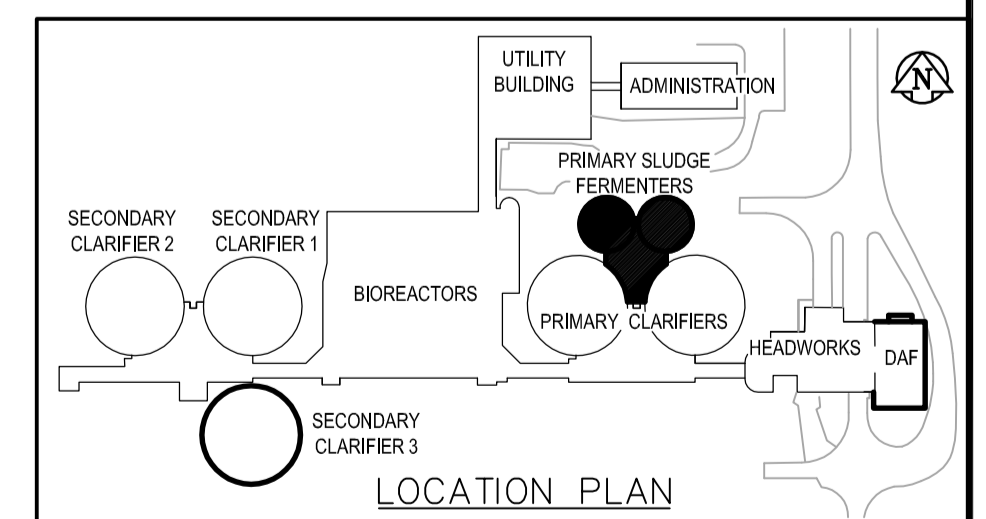 UTILITY
BUILDING
ADMINISTRATION
N
PRIMARY SLUDGE
FERMENTERS
SECONDARY
CLARIFIER 2
SECONDARY
CLARIFIER 1
BIOREACTORS
PRIMARY CLARIFIERS
HEADWORKS
DAF
SECONDARY
CLARIFIER 3
LOCATION PLAN